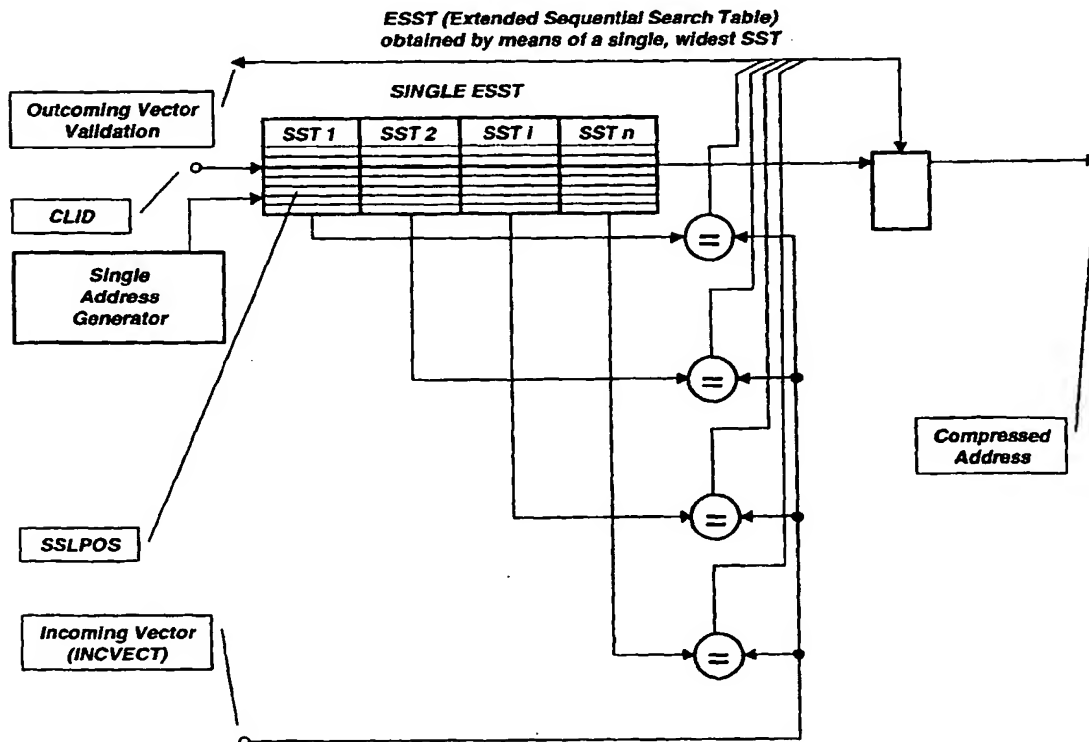 ESST (Extended Sequential Search Table)
obtained by means of a single, widest SST
Outcoming Vector
Validation
SINGLE ESST
SST 1 SST 2 SST i SST n
CLID
Single
Address
Generator
=
=
Compressed
Address
=
SSLPOS
Incoming Vector
(INCVECT)
=